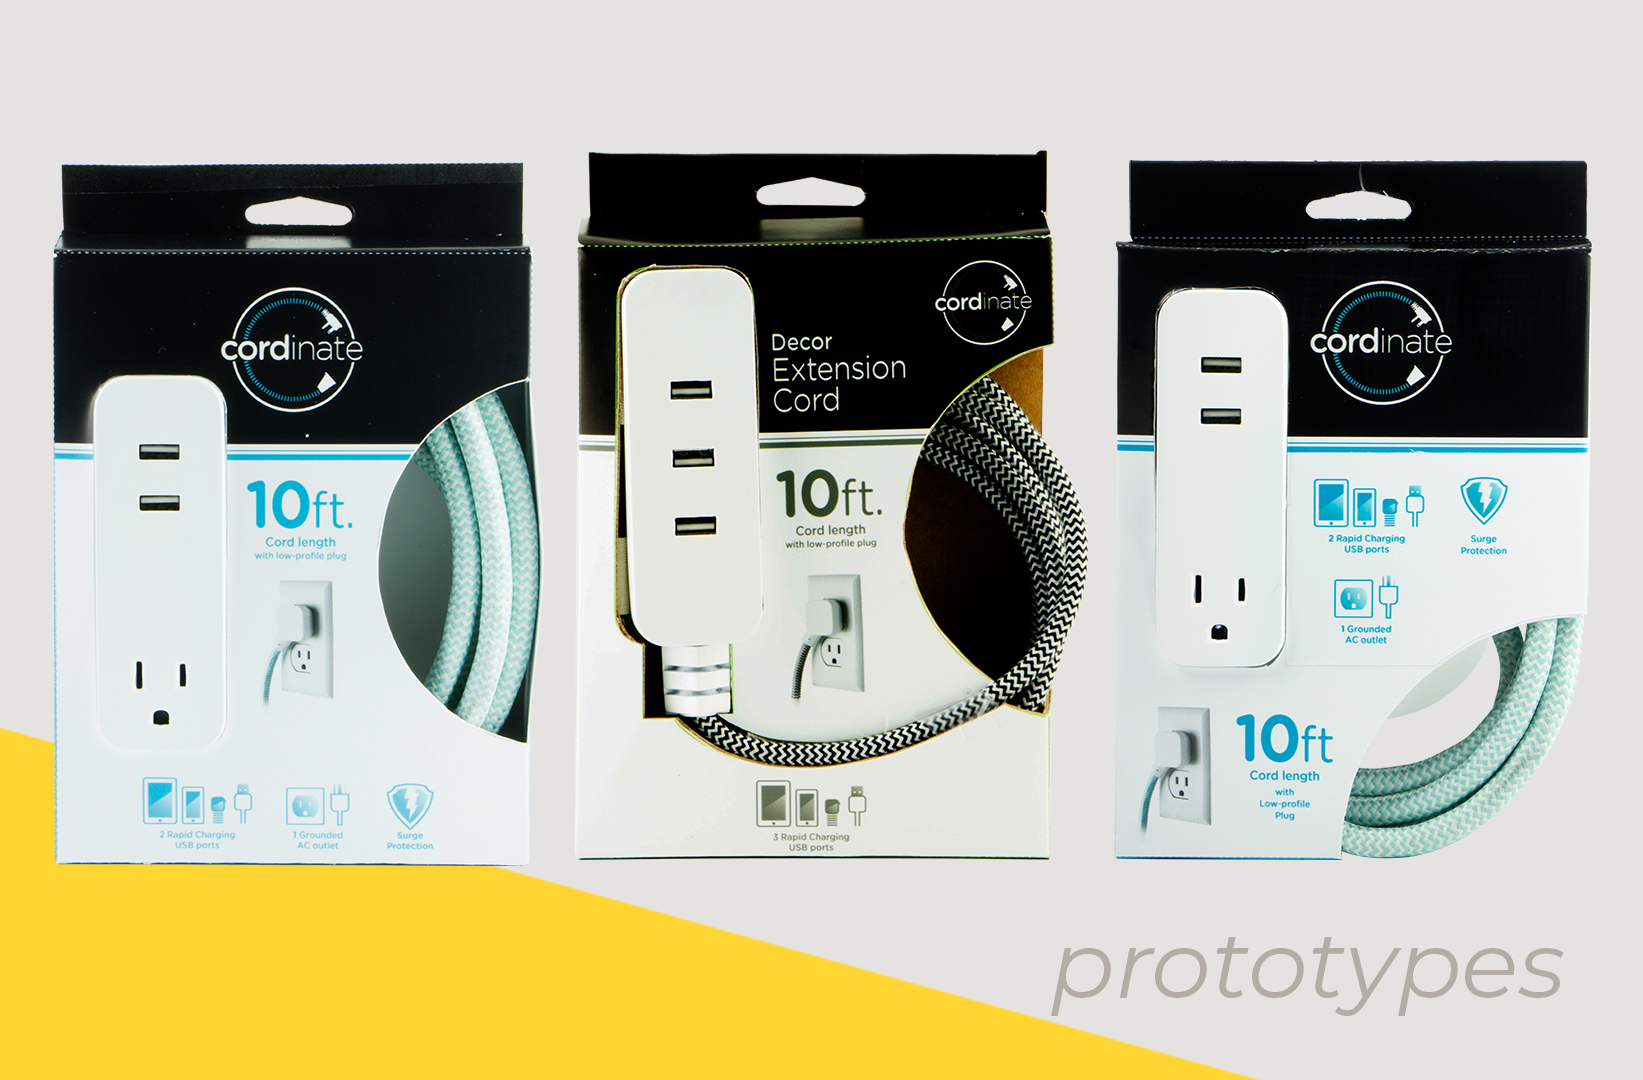 cordinate
10ft.
Cord length
with low-profile plug
2 Rapid Charging
USB ports
1 Grounded
AC outlet
Surge
Protection
cordinate
Decor
Extension
Cord
10ft.
Cord length
with low-profile plug
3 Rapid Charging
USB ports
cordinate
2 Rapid Charging
USB ports
Surge
Protection
1 Grounded
AC outlet
10ft
Cord length
with
Low-profile
Plug
prototypes